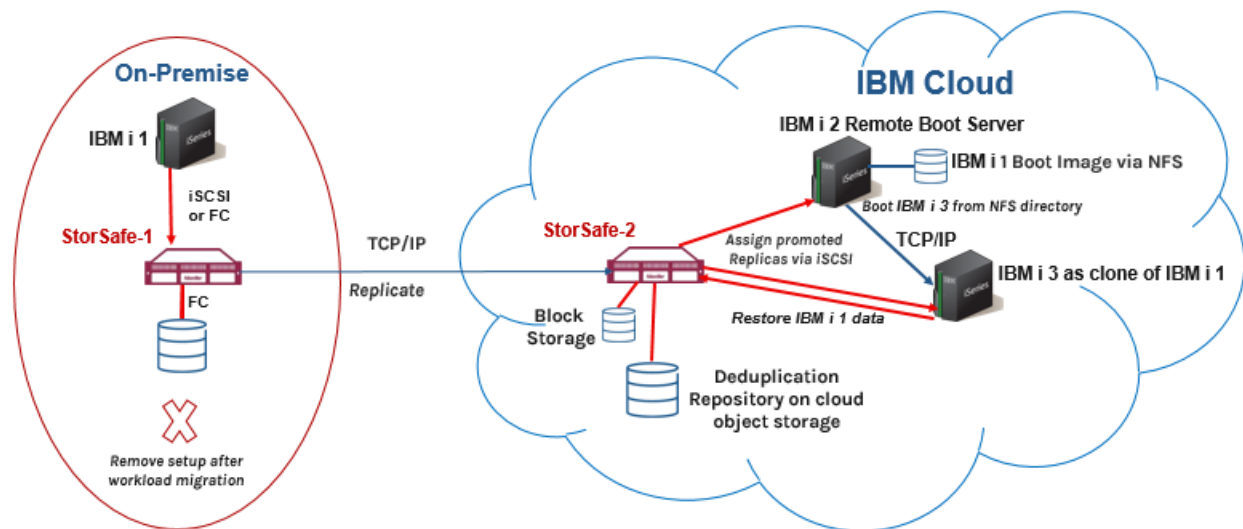 On-Premise
IBM i 1
iSeries
iSCSI
or FC
StorSafe-1
FC
Remove setup after
workload migration
TCP/IP
Replicate
IBM Cloud
IBM i 2 Remote Boot Server
iSeries
IBM i 1 Boot Image via NFS
Boot IBM i 3 from NFS directory
StorSafe-2
Assign promoted
Replicas via iSCSI
TCP/IP
iSeries
IBM i 3 as clone of IBM i 1
Restore IBM i 1 data
Block
Storage
Deduplication
Repository on cloud
object storage